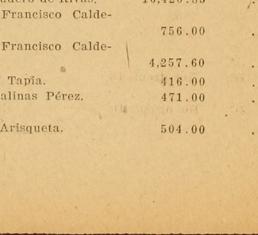 Francisco Calde-
756.00
Francisco Calde-
4,257.60
Tapia. 416.00
alinas Pérez. 471.00
Arisqueta. 504.00